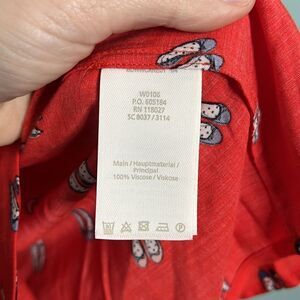 W0106
P.O. 605184
RN 118027
SC 8037 / 3114
Main / Hauptmaterial /
Principal
100% Viscose / Viskose